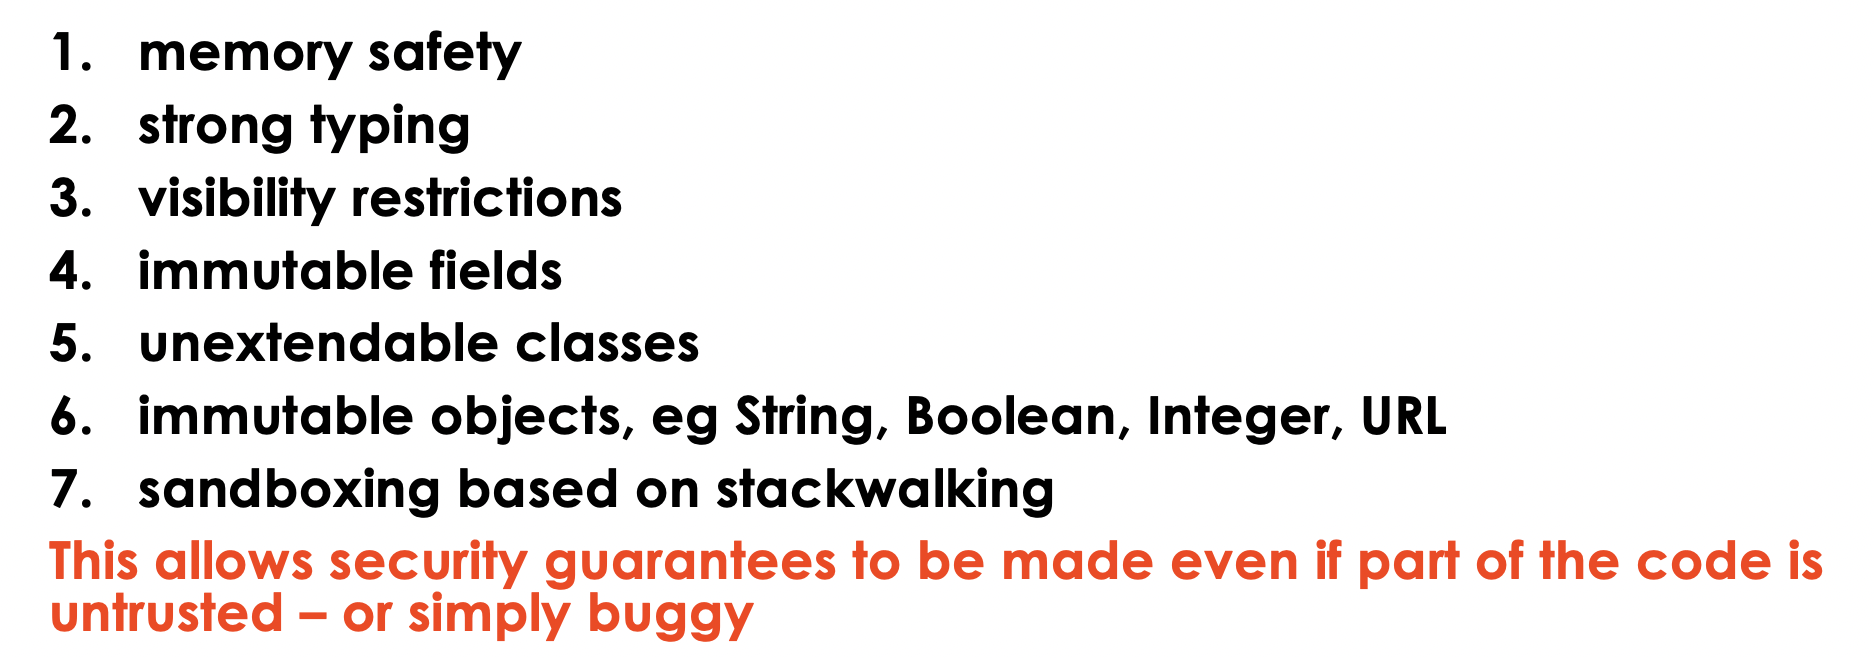 1. memory safety
2. strong typing
3. visibility restrictions
4. immutable fields
5. unextendable classes
6. immutable objects, eg String, Boolean, Integer, URL
7. sandboxing based on stackwalking
This allows security guarantees to be made even if part of the code is
untrusted – or simply buggy